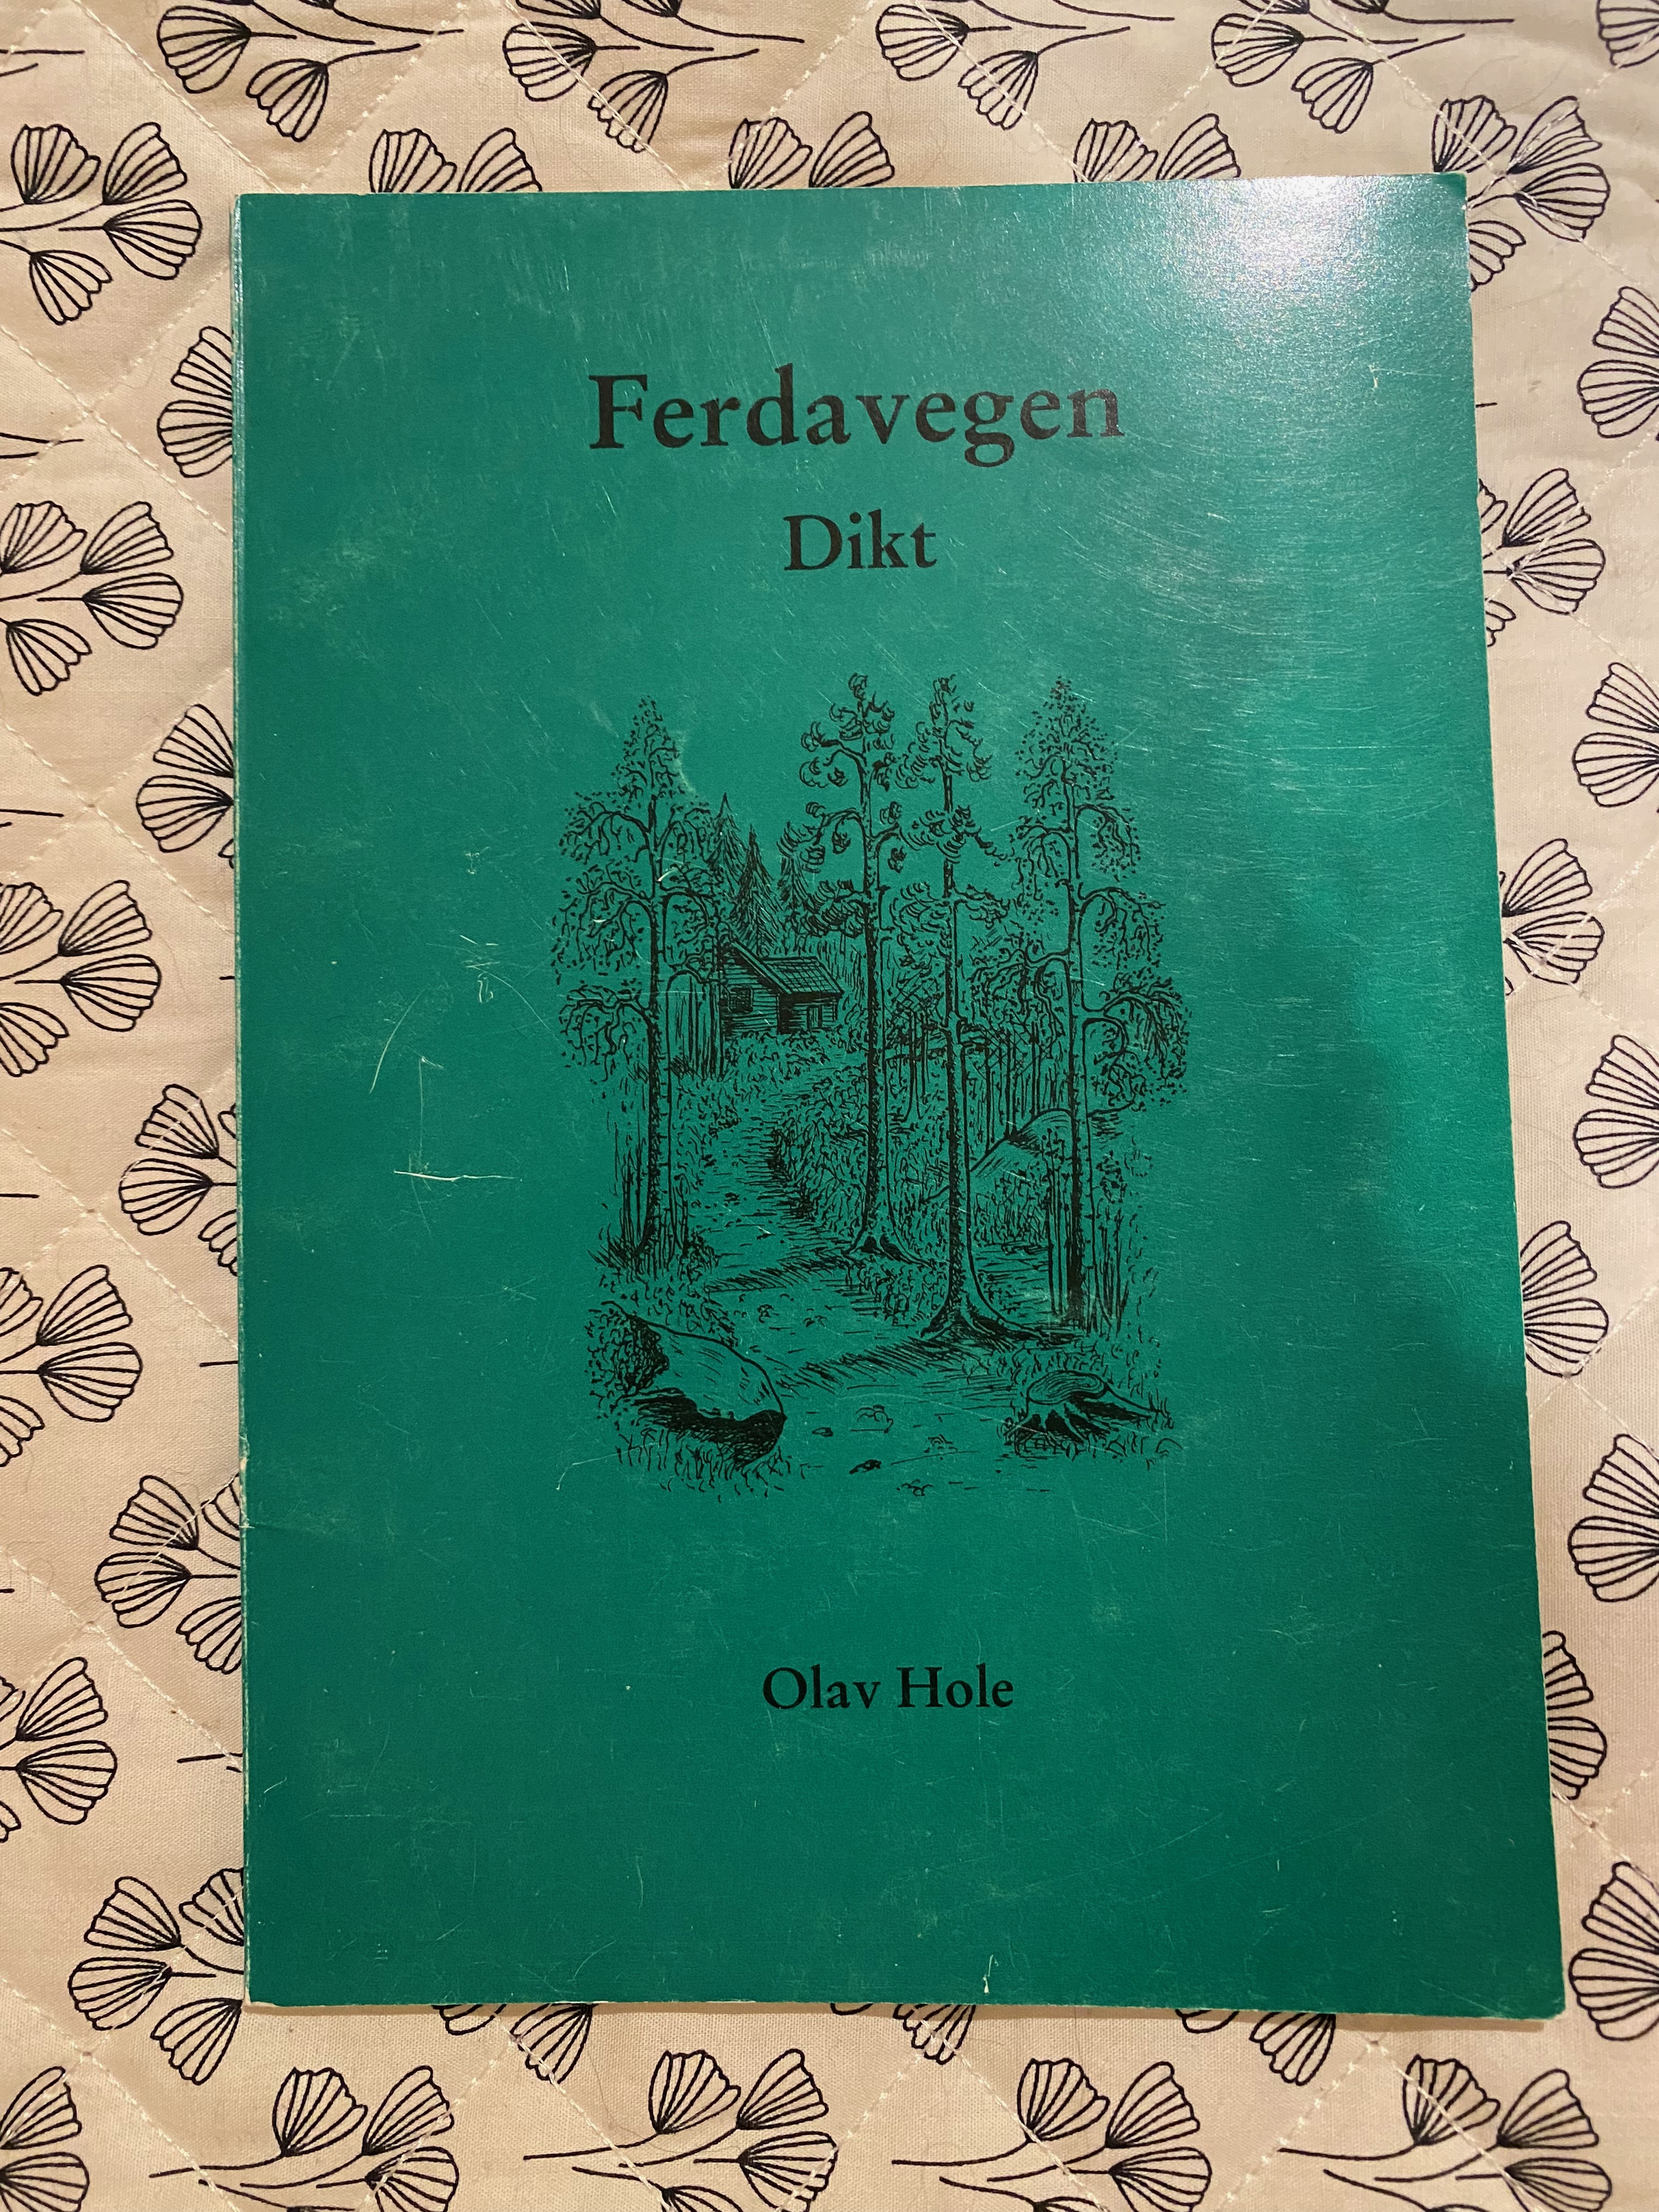 Ferdavegen
Dikt
Olav Hole